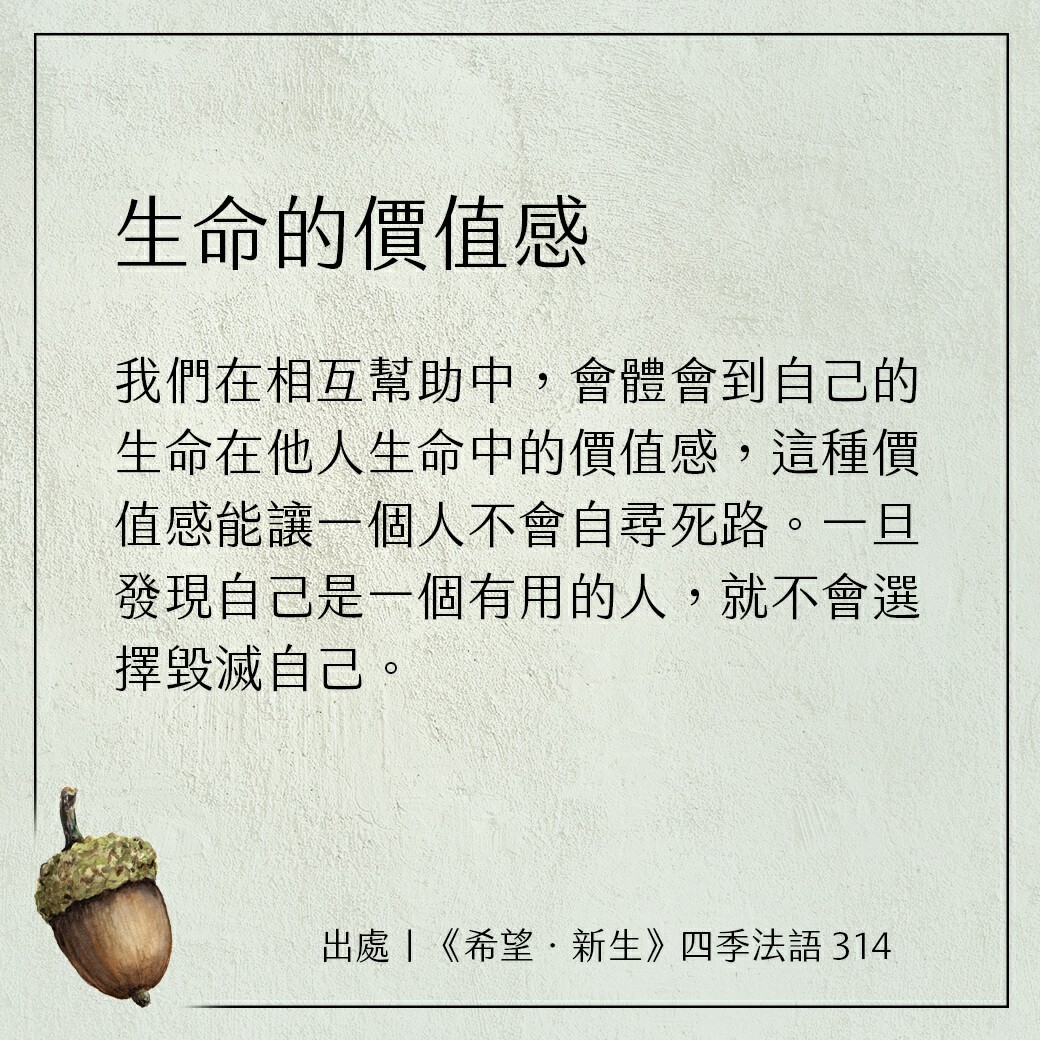 生命的價值感
我們在相互幫助中，會體會到自己的
生命在他人生命中的價值感，這種價
值感能讓一個人不會自尋死路。一旦
發現自己是一個有用的人，就不會選
擇毀滅自己。
出處｜《希望．新生》四季法語 314